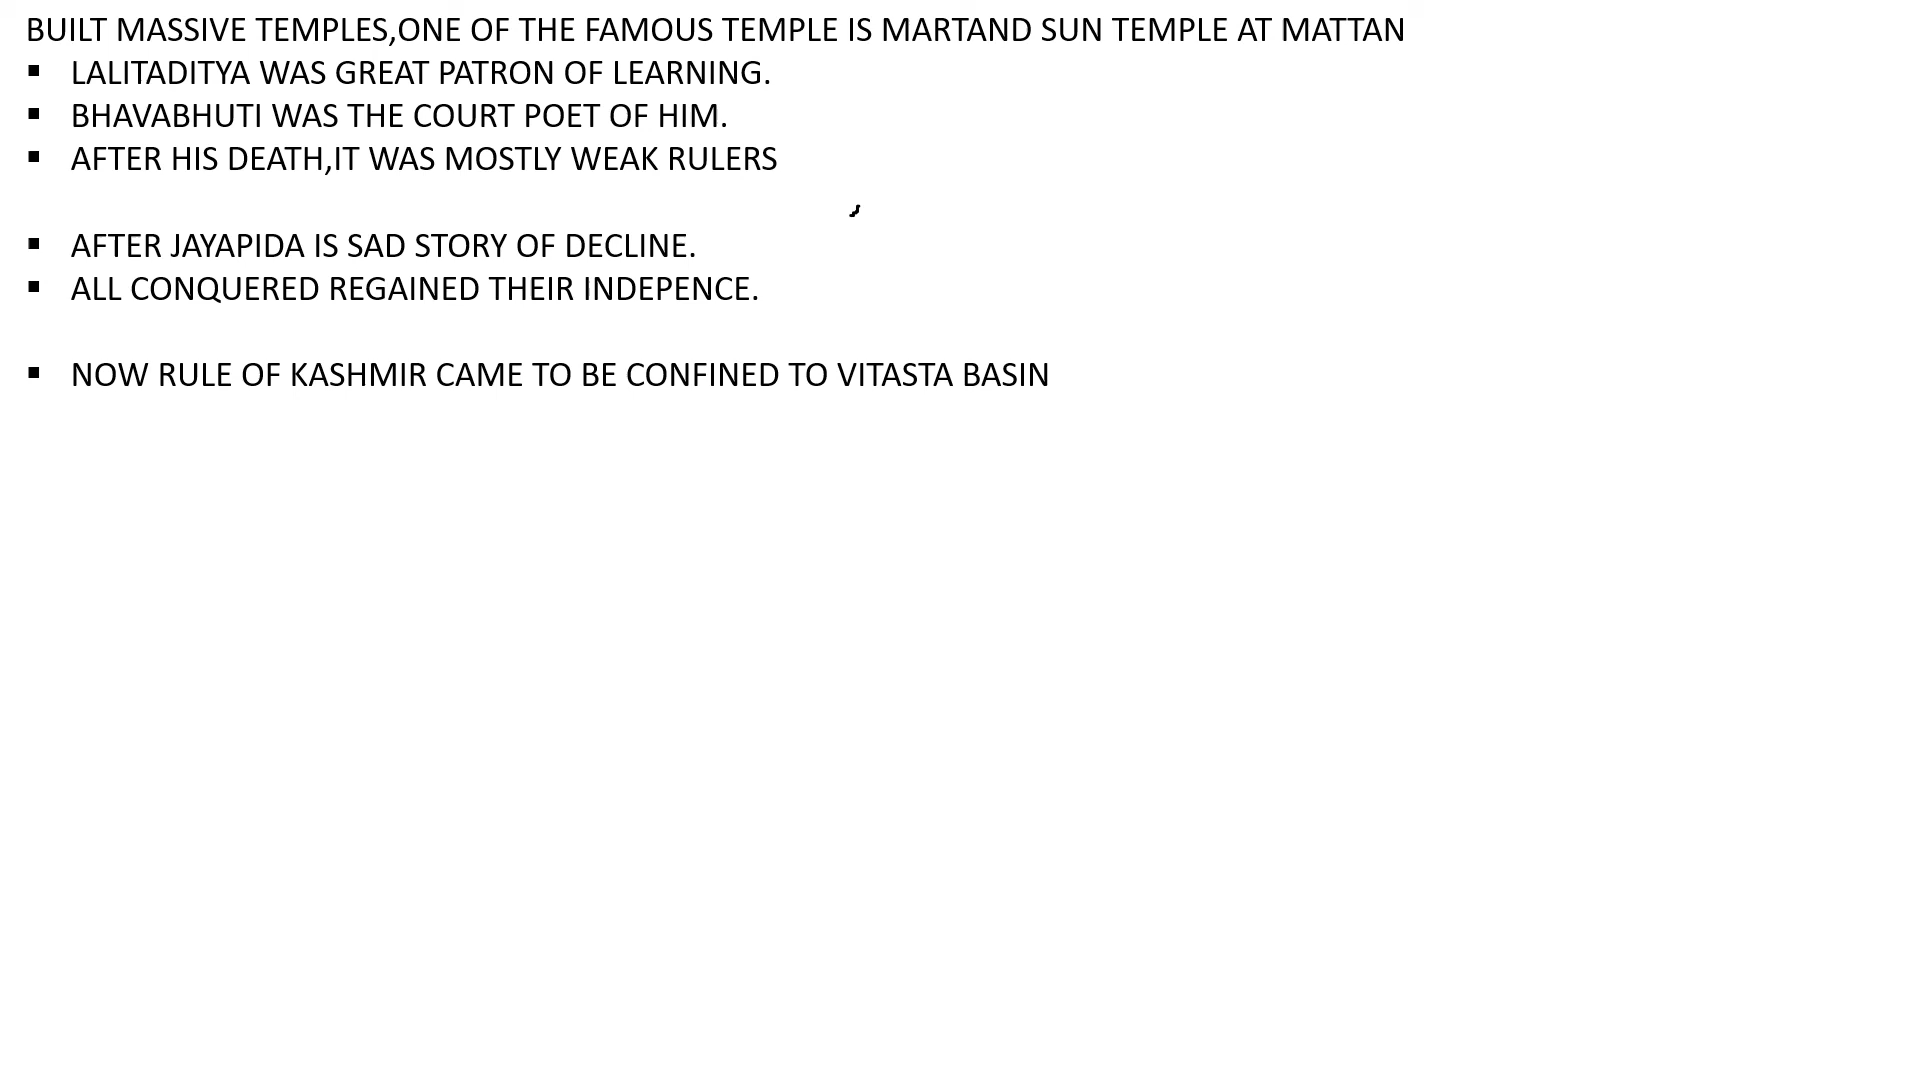 BUILT MASSIVE TEMPLES,ONE OF THE FAMOUS TEMPLE IS MARTAND SUN TEMPLE AT MATTAN
▪ LALITADITYA WAS GREAT PATRON OF LEARNING.
▪ BHAVABHUTI WAS THE COURT POET OF HIM.
▪ AFTER HIS DEATH,IT WAS MOSTLY WEAK RULERS
▪ AFTER JAYAPIDA IS SAD STORY OF DECLINE.
▪ ALL CONQUERED REGAINED THEIR INDEPENCE.
▪ NOW RULE OF KASHMIR CAME TO BE CONFINED TO VITASTA BASIN